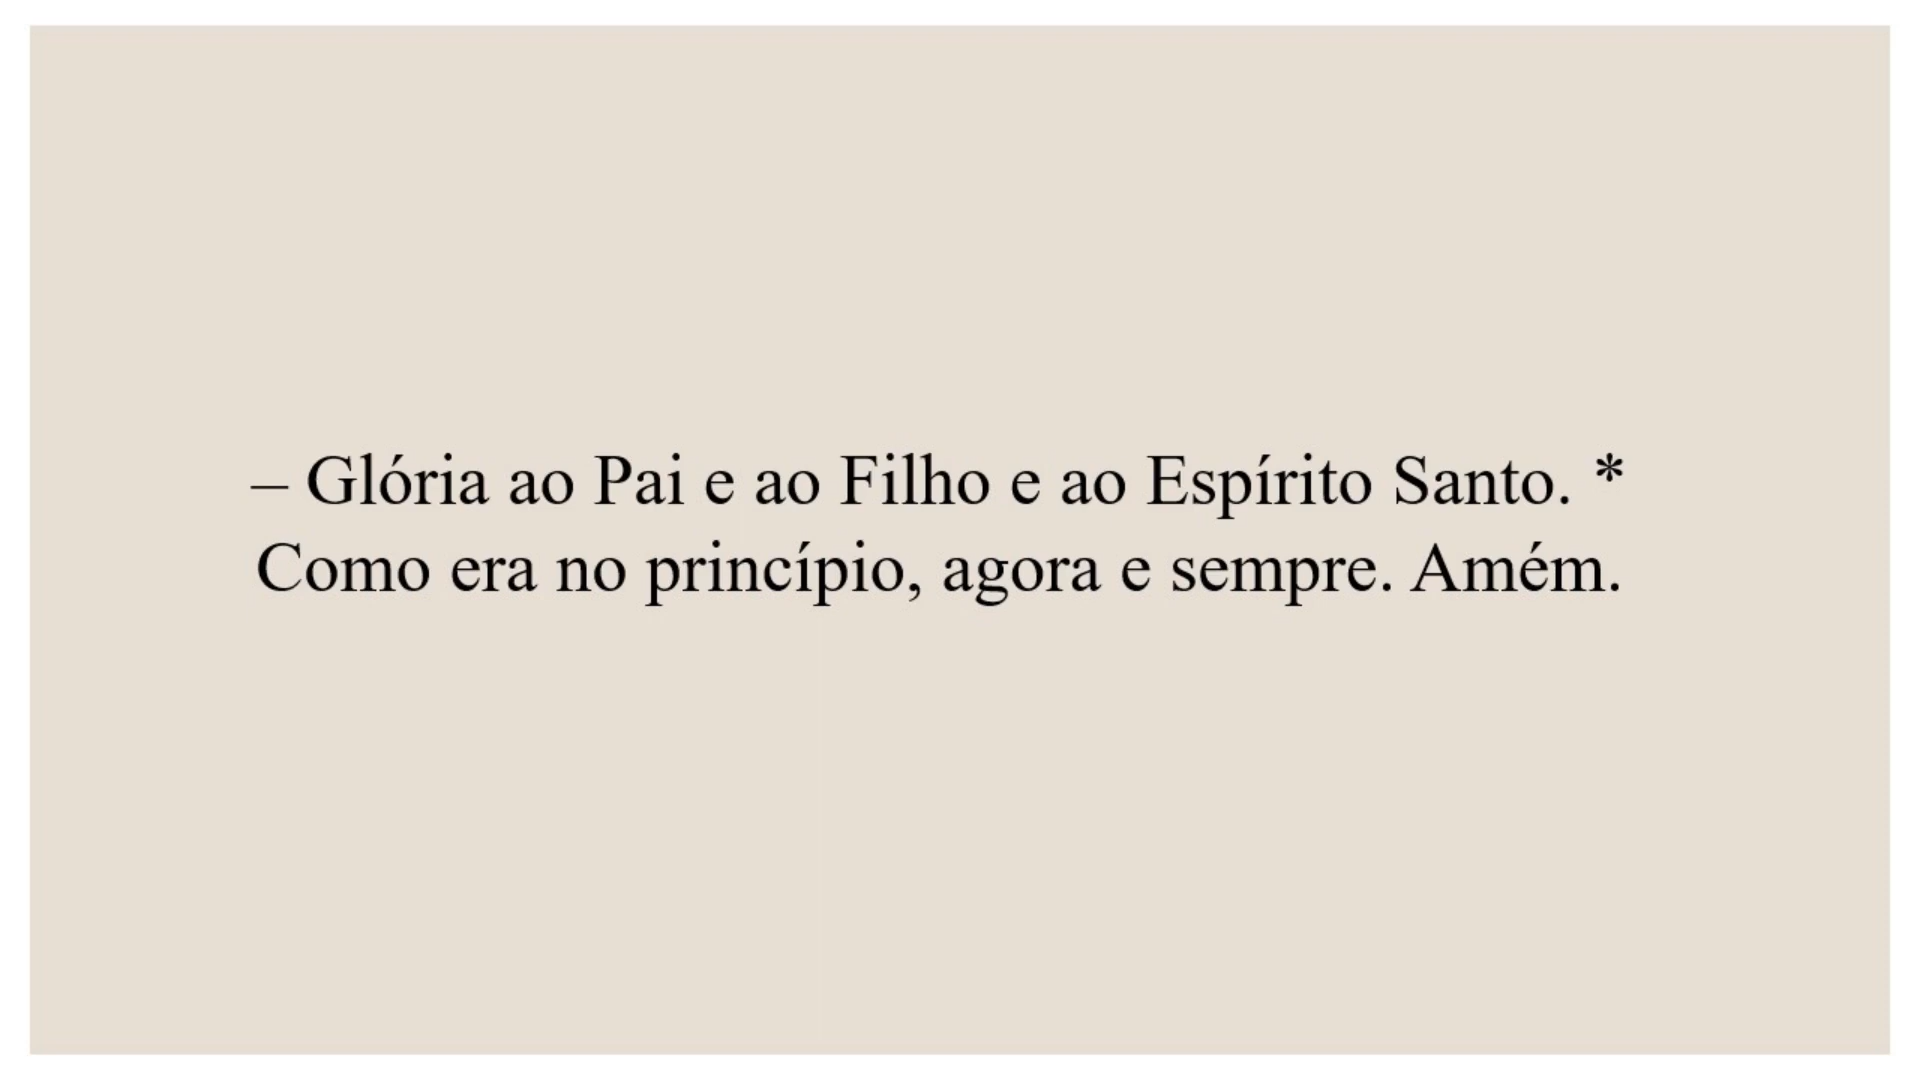 – Glória ao Pai e ao Filho e ao Espírito Santo. *
Como era no princípio, agora e sempre. Amém.